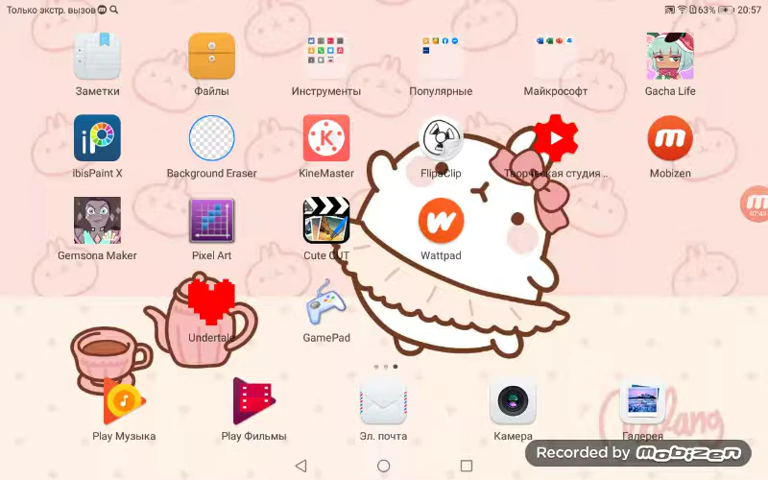 Только экстр. вызов
63% 20:57
Заметки
Файлы
Инструменты
Популярные
Майкрософт
Gacha Life
ibisPaint X
Background Eraser
KineMaster
FlipaClip
Творческая студия ..
Mobizen
Gemsona Maker
Pixel Art
Cute CUT
Wattpad
Undertale
GamePad
Play Музыка
Play Фильмы
Эл. почта
Камера
Галерея
Recorded by mobizen